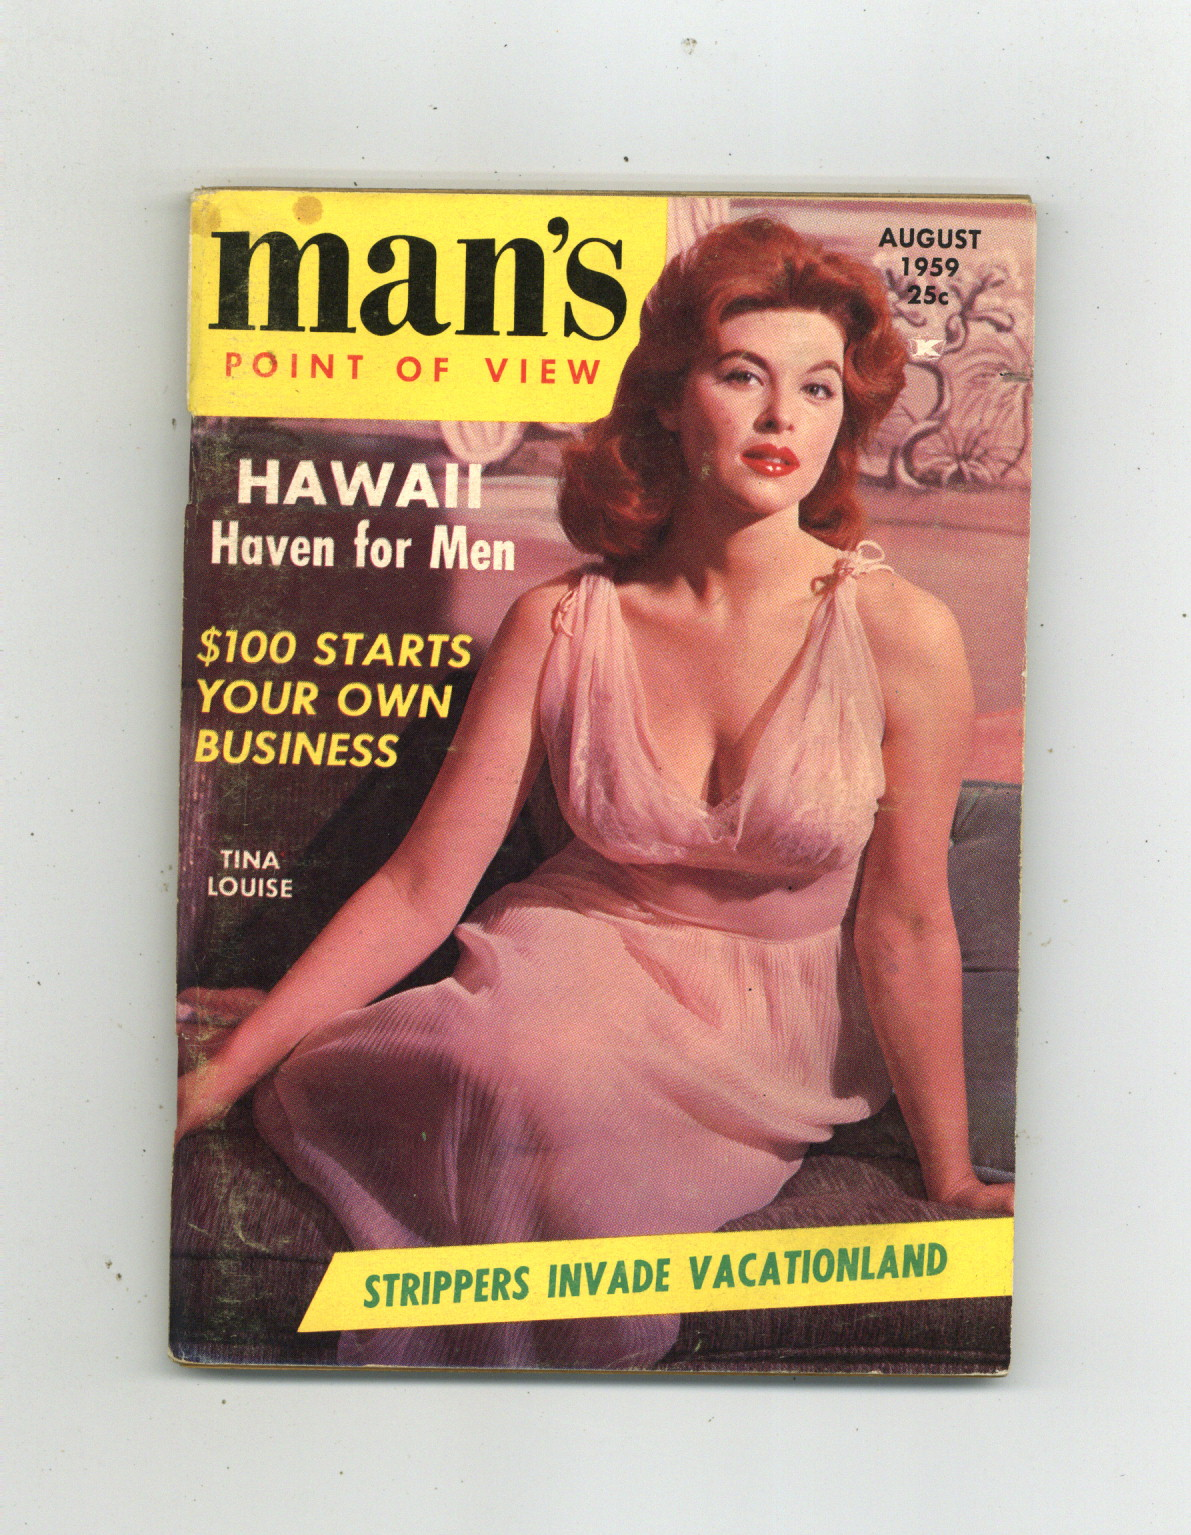 man's
POINT OF VIEW
AUGUST
1959
25c
K
HAWAII
Haven for Men
$100 STARTS
YOUR OWN
BUSINESS
TINA
LOUISE
STRIPPERS INVADE VACATIONLAND